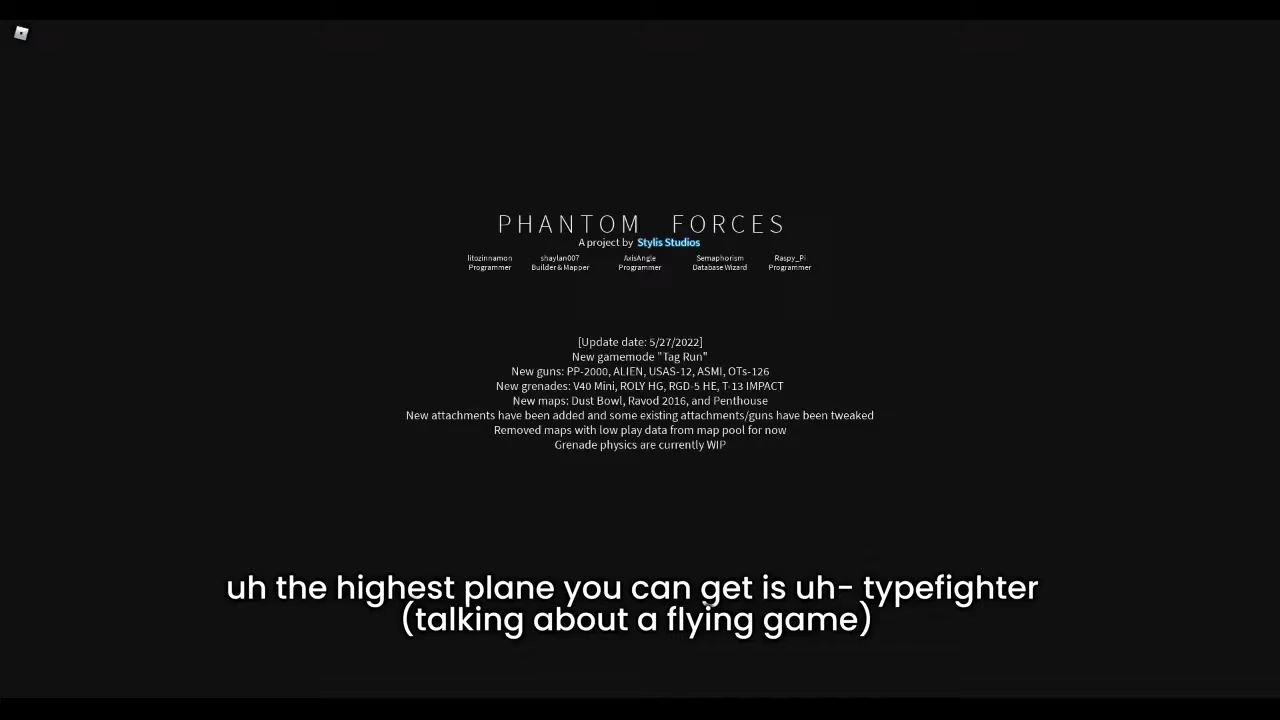 PHANTOM FORCES
A project by Stylis Studios
litozinnamon shaylan007 AxisAngle Semaphorism Raspy_Pi
Programmer Builder & Mapper Programmer Database Wizard Programmer
[Update date: 5/27/2022]
New gamemode "Tag Run"
New guns: PP-2000, ALIEN, USAS-12, ASMI, OTs-126
New grenades: V40 Mini, ROLY HG, RGD-5 HE, T-13 IMPACT
New maps: Dust Bowl, Ravod 2016, and Penthouse
New attachments have been added and some existing attachments/guns have been tweaked
Removed maps with low play data from map pool for now
Grenade physics are currently WIP
uh the highest plane you can get is uh- typefighter
(talking about a flying game)